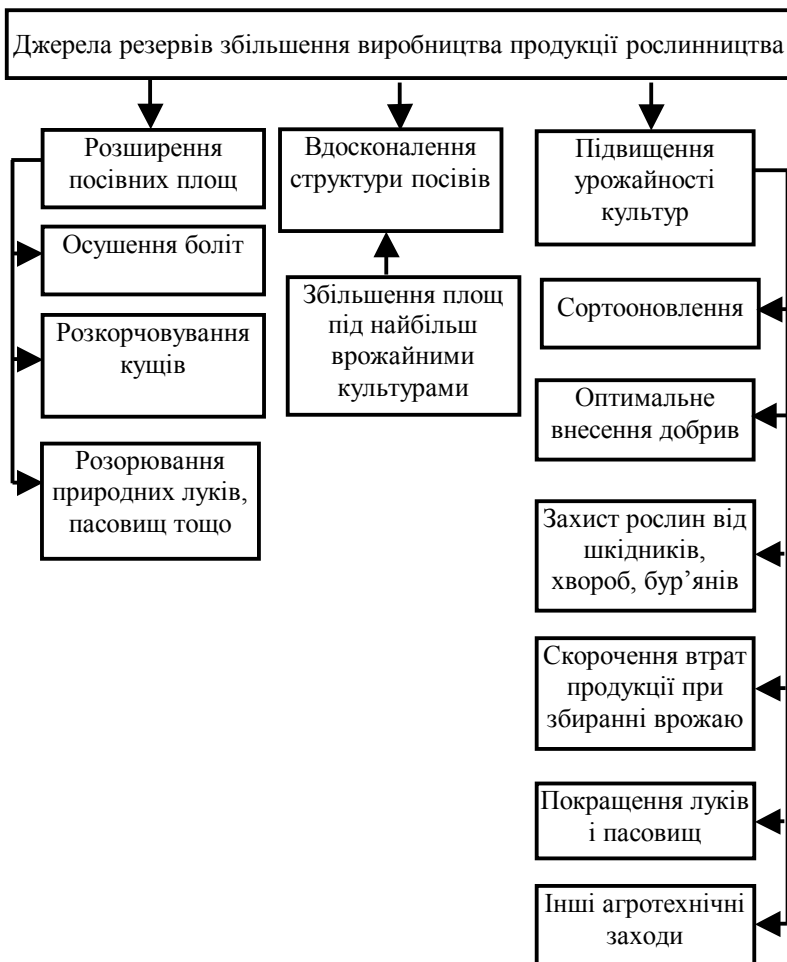 Джерела резервів збільшення виробництва продукції рослинництва
Розширення
посівних площ
Осушення боліт
Розкорчовування
кущів
Розорювання
природних луків,
пасовищ тощо
Вдосконалення
структури посівів
Збільшення площ
під найбільш
врожайними
культурами
Підвищення
урожайності
культур
Сортооновлення
Оптимальне
внесення добрив
Захист рослин від
шкідників,
хвороб, бур’янів
Скорочення втрат
продукції при
збиранні врожаю
Покращення луків
і пасовищ
Інші агротехнічні
заходи